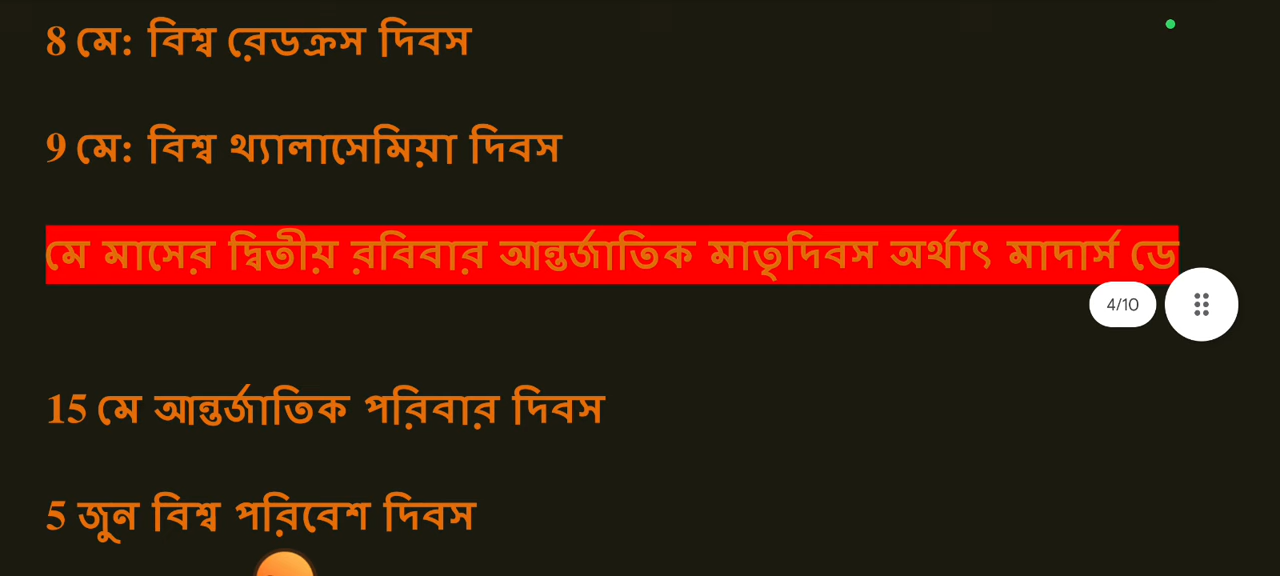 8 মে: বিশ্ব রেডক্রস দিবস
9 মে: বিশ্ব থ্যালাসেমিয়া দিবস
মে মাসের দ্বিতীয় রবিবার আন্তর্জাতিক মাতৃদিবস অর্থাৎ মাদার্স ডে
4/10
15 মে আন্তর্জাতিক পরিবার দিবস
5 জুন বিশ্ব পরিবেশ দিবস